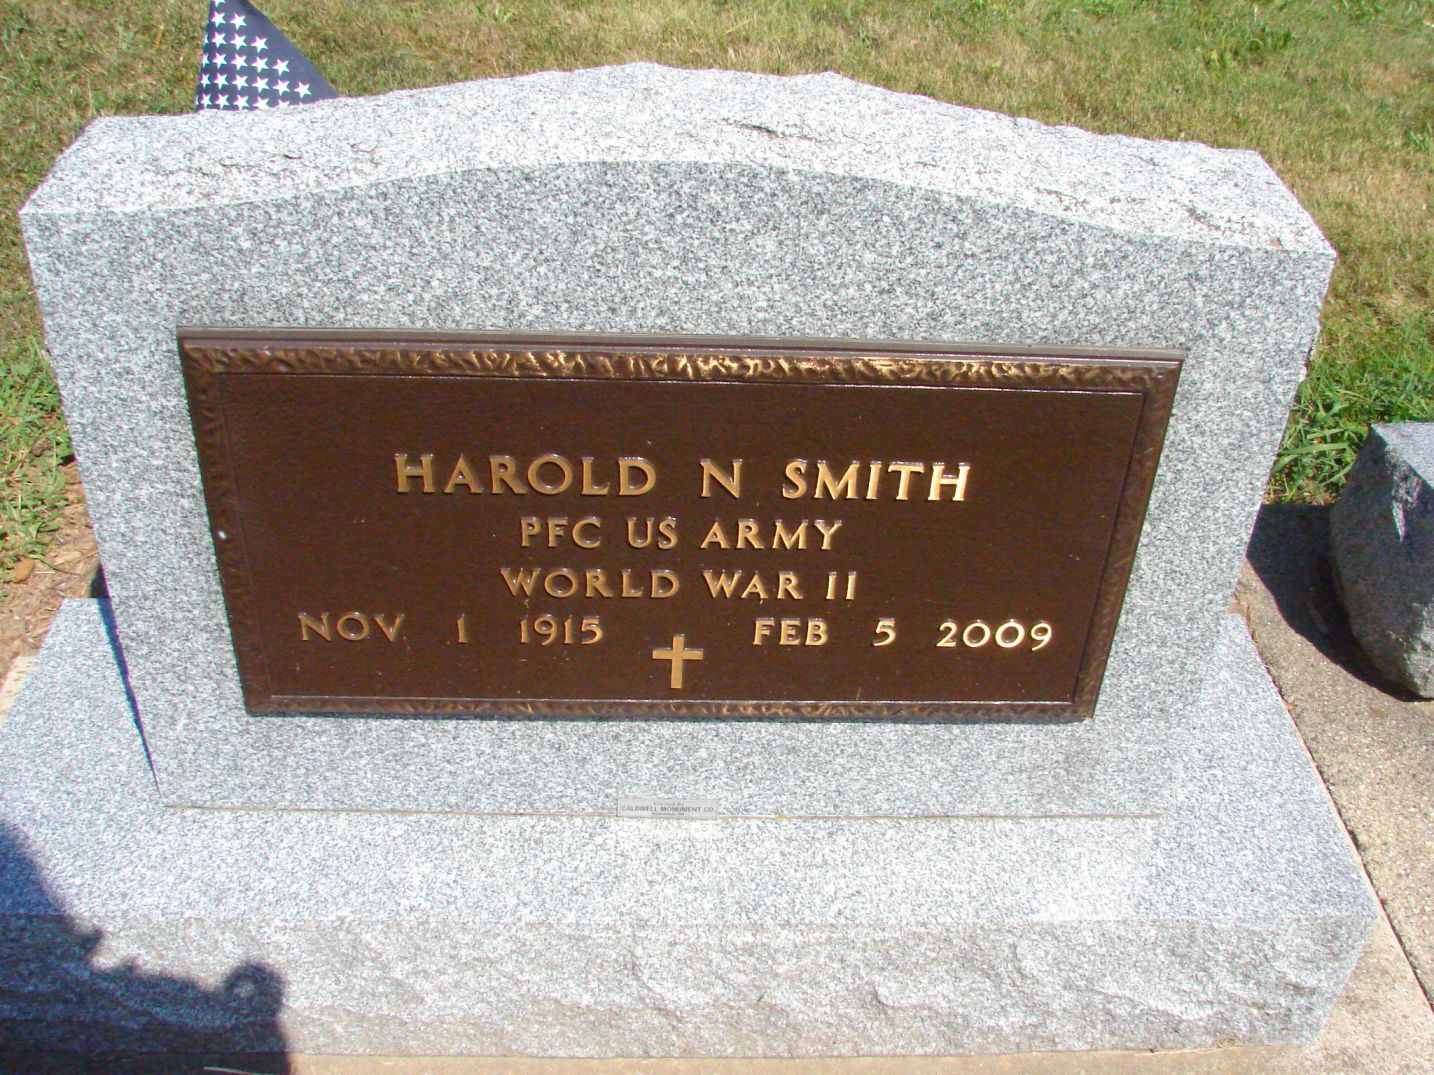 HAROLD N SMITH
PFC US ARMY
WORLD WAR II
NOV 1 1915 FEB 5 2009
CALDWELL MONUMENT CO.